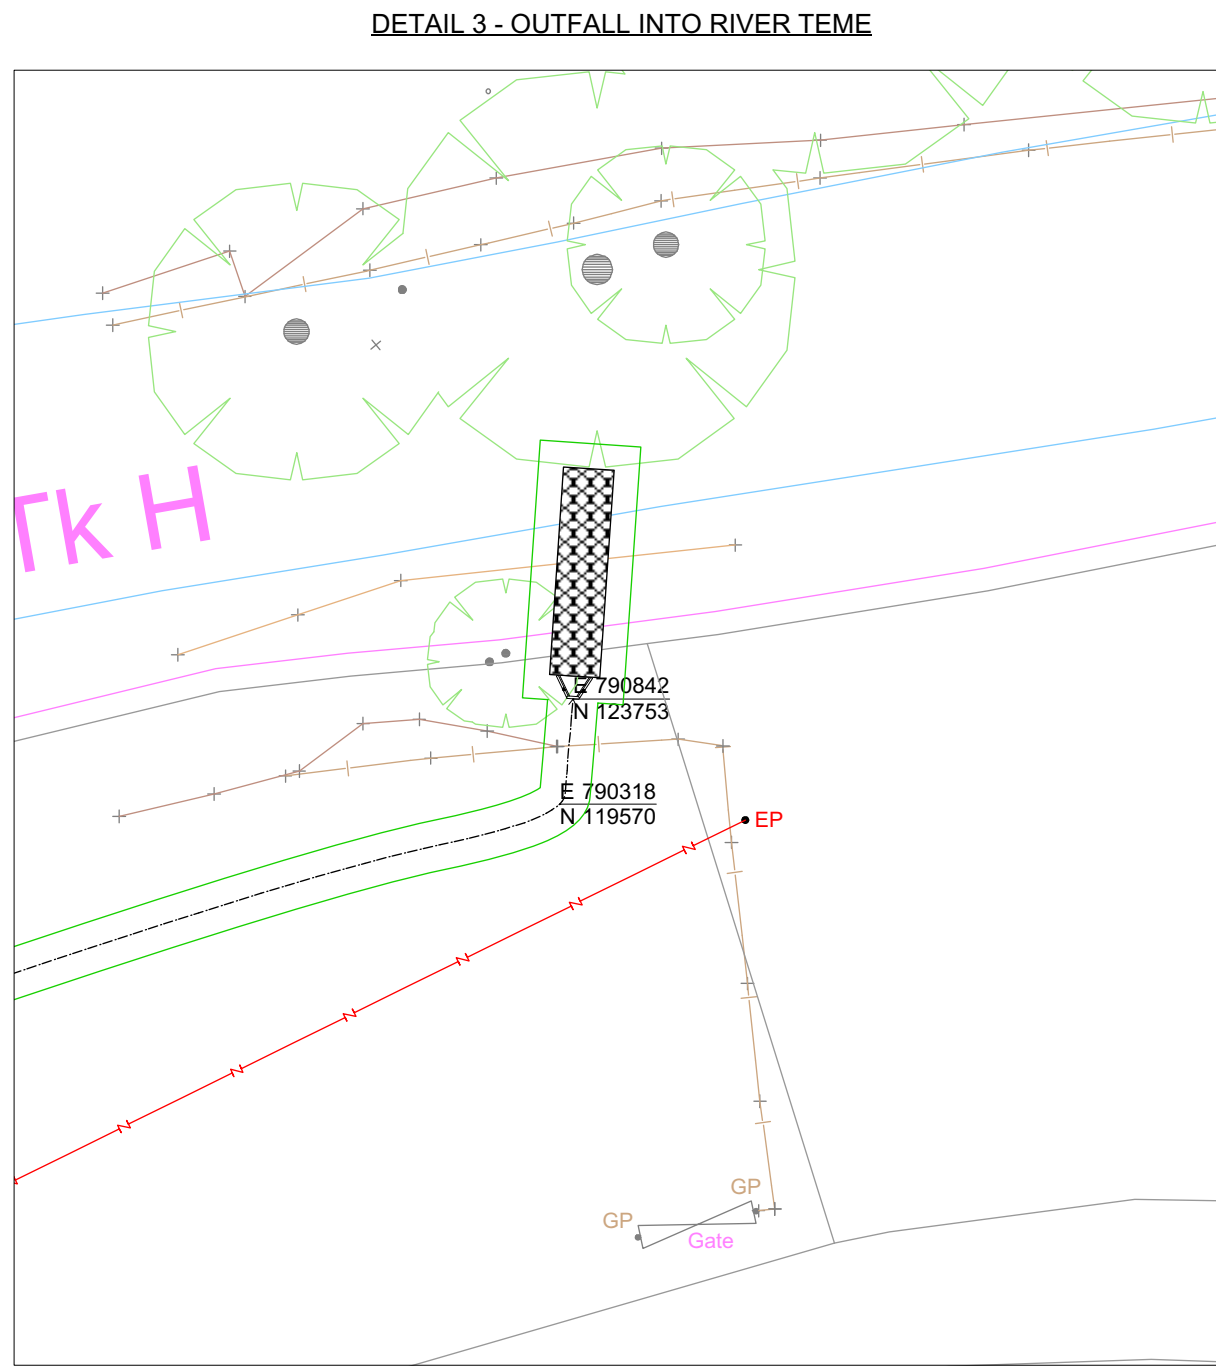 DETAIL 3 - OUTFALL INTO RIVER TEME
Tk H
E 790842
N 123753
E 790318
N 119570
EP
GP
GP
Gate